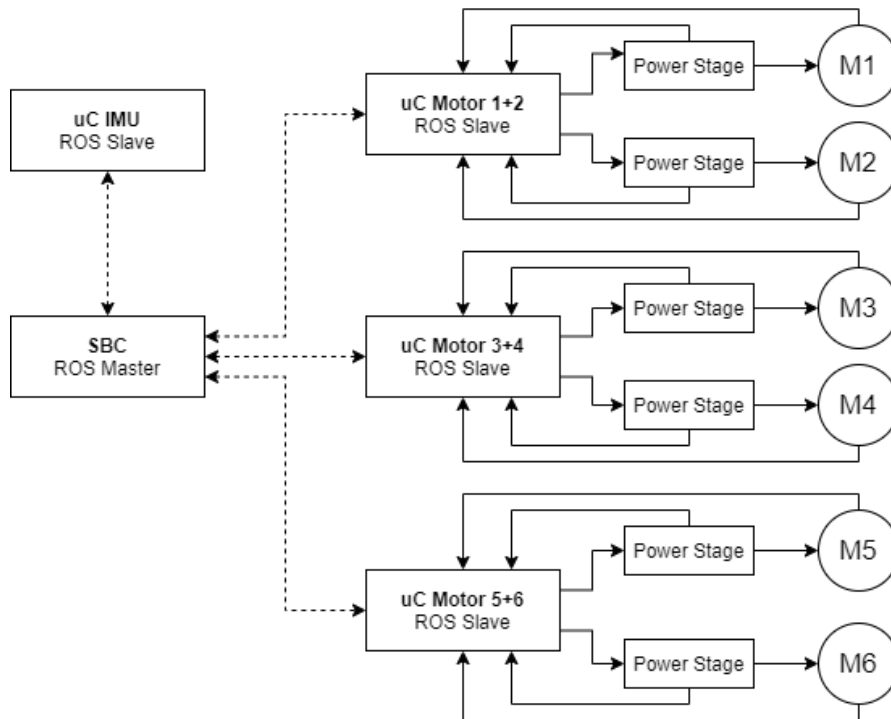 uC IMU
ROS Slave
SBC
ROS Master
uC Motor 1+2
ROS Slave
Power Stage
M1
Power Stage
M2
uC Motor 3+4
ROS Slave
Power Stage
M3
Power Stage
M4
uC Motor 5+6
ROS Slave
Power Stage
M5
Power Stage
M6